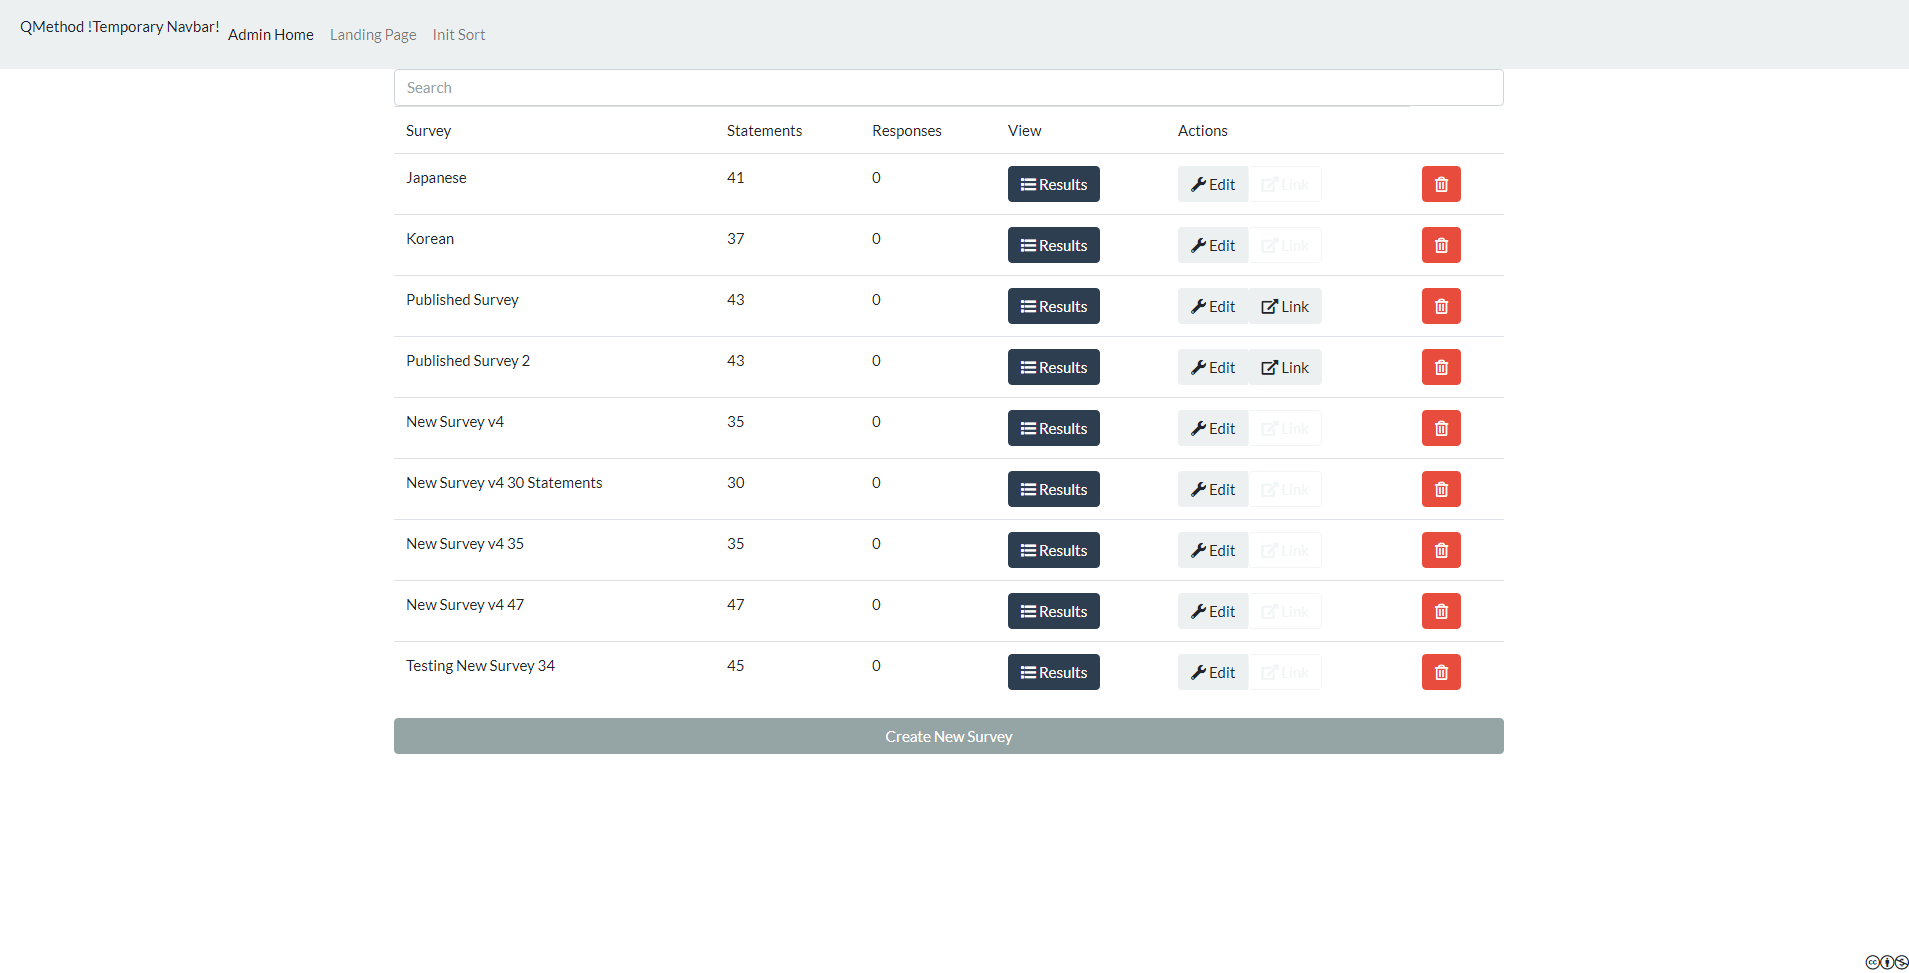 QMethod !Temporary Navbar! Admin Home Landing Page Init Sort
Search
Survey Statements Responses View Actions
Japanese 41 0 Results Edit Link
Korean 37 0 Results Edit Link
Published Survey 43 0 Results Edit Link
Published Survey 2 43 0 Results Edit Link
New Survey v4 35 0 Results Edit Link
New Survey v4 30 Statements 30 0 Results Edit Link
New Survey v4 35 35 0 Results Edit Link
New Survey v4 47 47 0 Results Edit Link
Testing New Survey 34 45 0 Results Edit Link
Create New Survey